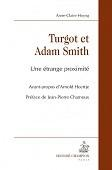 Anne-Claire Hoyng
Turgot et
Adam Smith
Une étrange proximité
Avant-propos d'Arnold Heertje
Préface de Jean-Pierre Chamoux
HONORÉ CHAMPION
PARIS